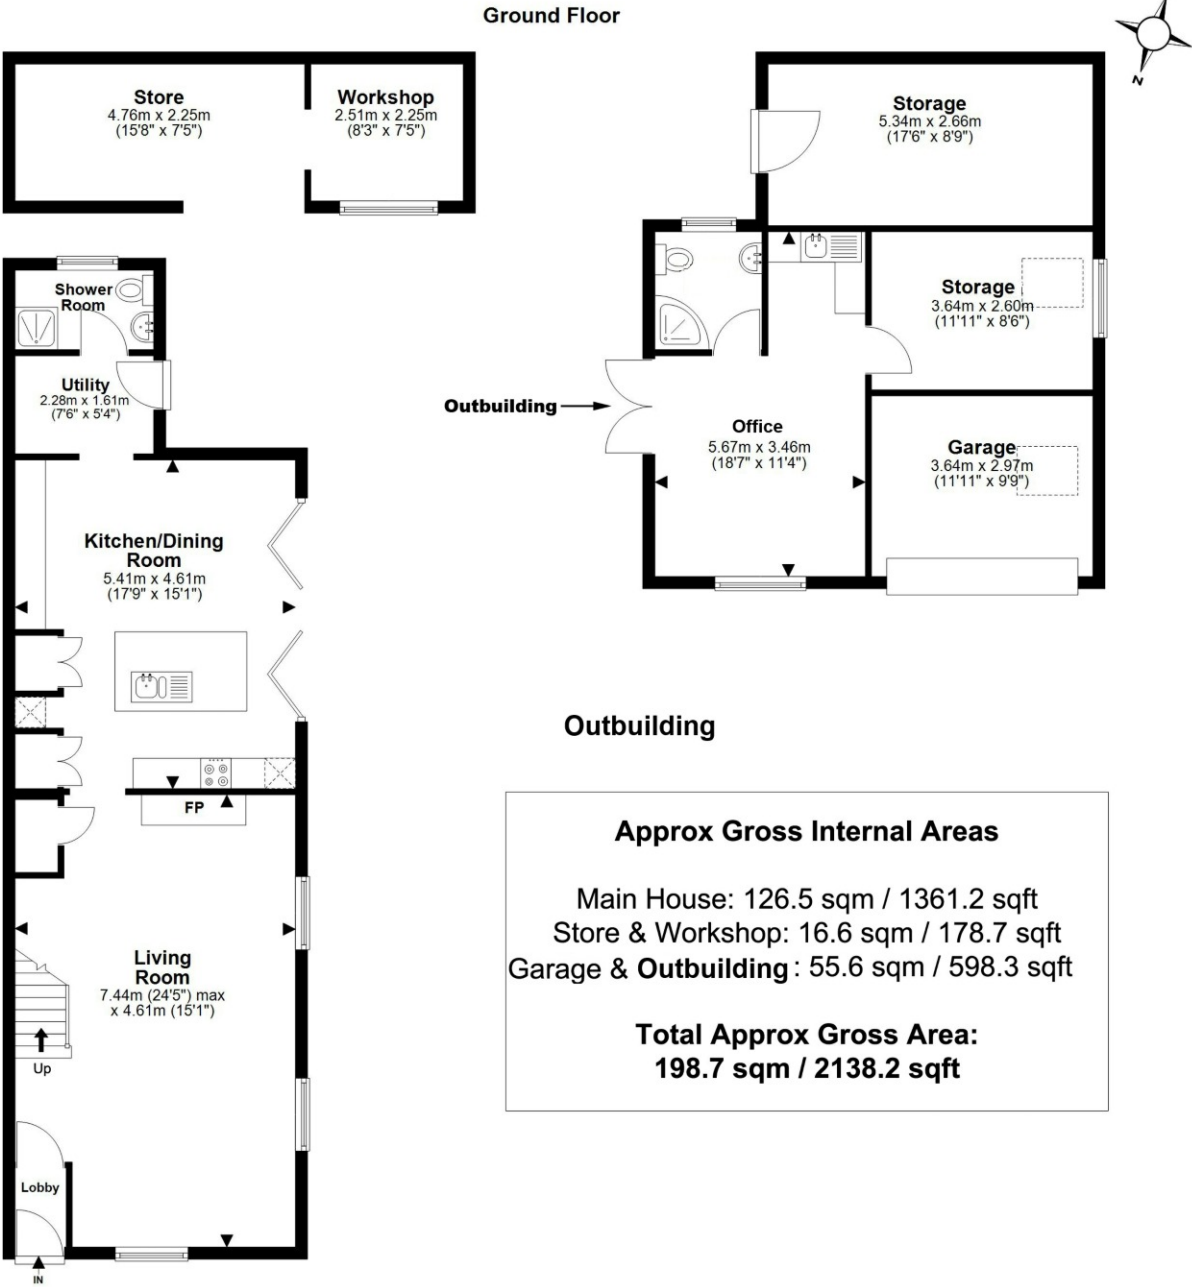 Ground Floor
N
Store
4.76m x 2.25m
(15'8" x 7'5")
Workshop
2.51m x 2.25m
(8'3" x 7'5")
Storage
5.34m x 2.66m
(17'6" x 8'9")
Shower
Room
Utility
2.28m x 1.61m
(7'6" x 5'4")
Storage
3.64m x 2.60m
(11'11" x 8'6")
Outbuilding
Office
5.67m x 3.46m
(18'7" x 11'4")
Garage
3.64m x 2.97m
(11'11" x 9'9")
Kitchen/Dining
Room
5.41m x 4.61m
(17'9" x 15'1")
FP
Living
Room
7.44m (24'5") max
x 4.61m (15'1")
Up
Lobby
IN
Outbuilding
Approx Gross Internal Areas
Main House: 126.5 sqm / 1361.2 sqft
Store & Workshop: 16.6 sqm / 178.7 sqft
Garage & Outbuilding : 55.6 sqm / 598.3 sqft
Total Approx Gross Area:
198.7 sqm / 2138.2 sqft